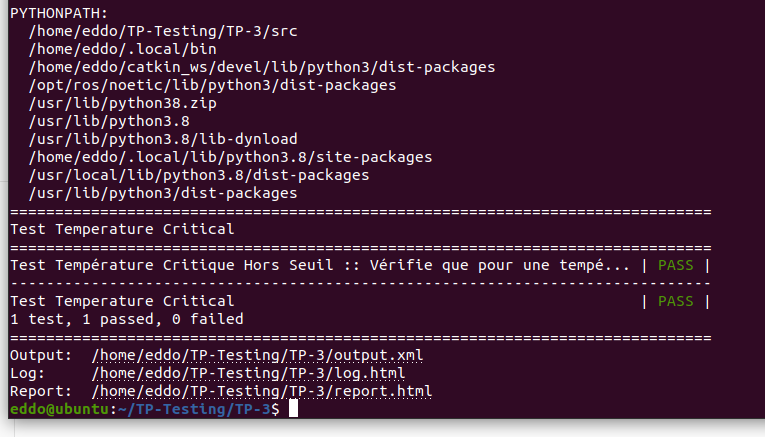 PYTHONPATH:
/home/eddo/TP-Testing/TP-3/src
/home/eddo/.local/bin
/home/eddo/catkin_ws/devel/lib/python3/dist-packages
/opt/ros/noetic/lib/python3/dist-packages
/usr/lib/python38.zip
/usr/lib/python3.8
/usr/lib/python3.8/lib-dynload
/home/eddo/.local/lib/python3.8/site-packages
/usr/local/lib/python3.8/dist-packages
/usr/lib/python3/dist-packages
==============================================================================
Test Temperature Critical
==============================================================================
Test Température Critique Hors Seuil :: Vérifie que pour une tempé... | PASS |
------------------------------------------------------------------------------
Test Temperature Critical                                             | PASS |
1 test, 1 passed, 0 failed
==============================================================================
Output:  /home/eddo/TP-Testing/TP-3/output.xml
Log:     /home/eddo/TP-Testing/TP-3/log.html
Report:  /home/eddo/TP-Testing/TP-3/report.html
eddo@ubuntu:~/TP-Testing/TP-3$